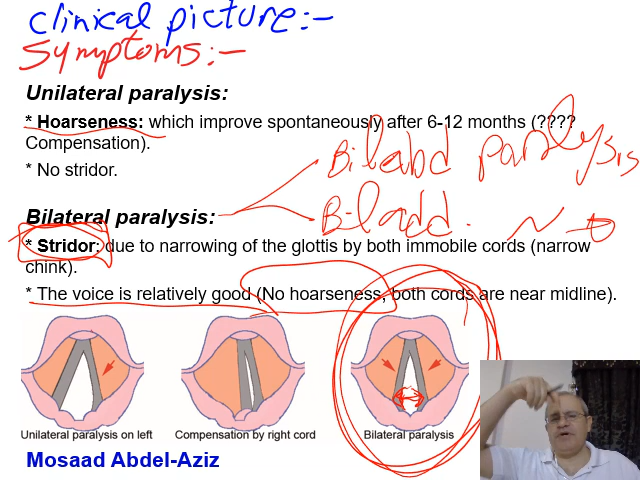 Clinical picture:-
Symptoms:-
Unilateral paralysis:
* Hoarseness: which improve spontaneously after 6-12 months (????
Compensation).
* No stridor.
Bilateral paralysis:
* Stridor: due to narrowing of the glottis by both immobile cords (narrow
chink).
* The voice is relatively good (No hoarseness, both cords are near midline).
Unilateral paralysis on left
Compensation by right cord
Bilateral paralysis
Mosaad Abdel-Aziz